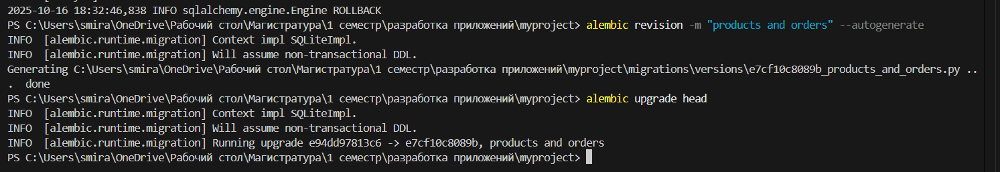 2025-10-16 18:32:46,838 INFO sqlalchemy.engine.Engine ROLLBACK
PS C:\Users\smira\OneDrive\Рабочий стол\Магистратура\1 семестр\разработка приложений\myproject> alembic revision -m "products and orders" --autogenerate
INFO  [alembic.runtime.migration] Context impl SQLiteImpl.
INFO  [alembic.runtime.migration] Will assume non-transactional DDL.
Generating C:\Users\smira\OneDrive\Рабочий стол\Магистратура\1 семестр\разработка приложений\myproject\migrations\versions\e7cf10c8089b_products_and_orders.py ..
.  done
PS C:\Users\smira\OneDrive\Рабочий стол\Магистратура\1 семестр\разработка приложений\myproject> alembic upgrade head
INFO  [alembic.runtime.migration] Context impl SQLiteImpl.
INFO  [alembic.runtime.migration] Will assume non-transactional DDL.
INFO  [alembic.runtime.migration] Running upgrade e94dd97813c6 -> e7cf10c8089b, products and orders
PS C:\Users\smira\OneDrive\Рабочий стол\Магистратура\1 семестр\разработка приложений\myproject>